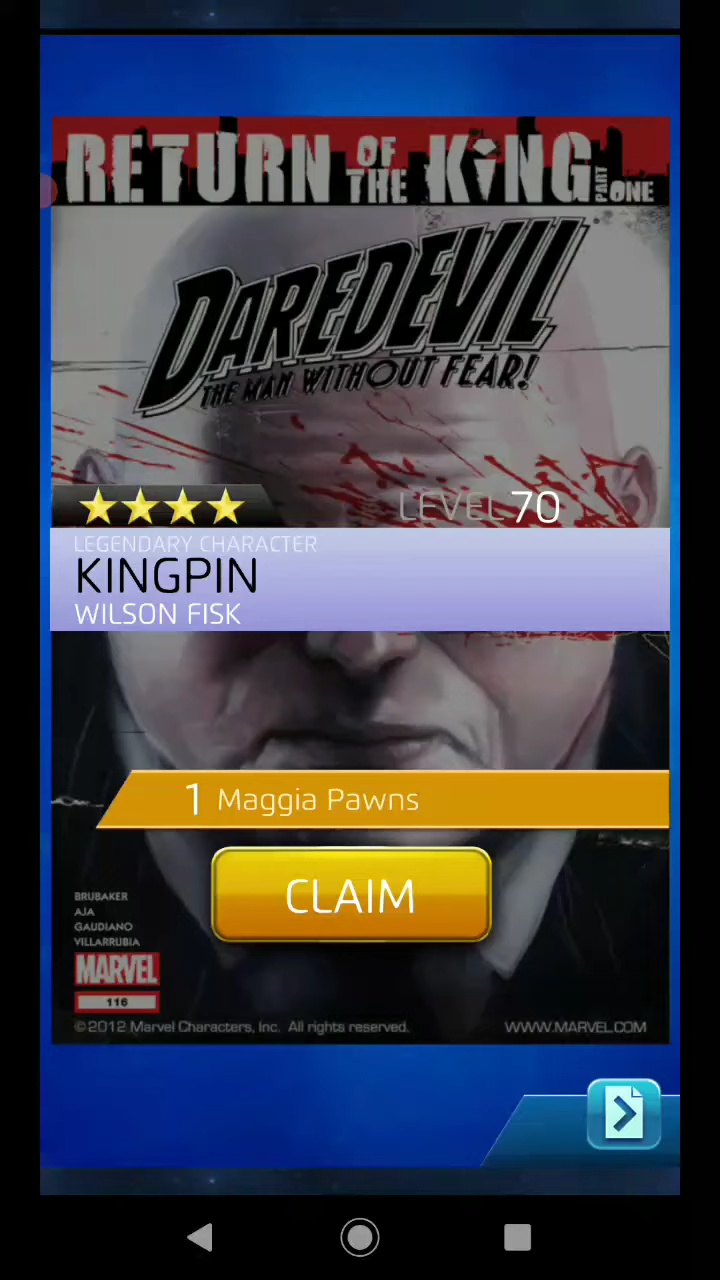 RETURN OF THE KING PART ONE
DAREDEVIL
THE MAN WITHOUT FEAR!
LEVEL 70
LEGENDARY CHARACTER
KINGPIN
WILSON FISK
1 Maggia Pawns
CLAIM
BRUBAKER
AJA
GAUDIANO
VILLARRUBIA
MARVEL
116
©2012 Marvel Characters, Inc. All rights reserved.
WWW.MARVEL.COM